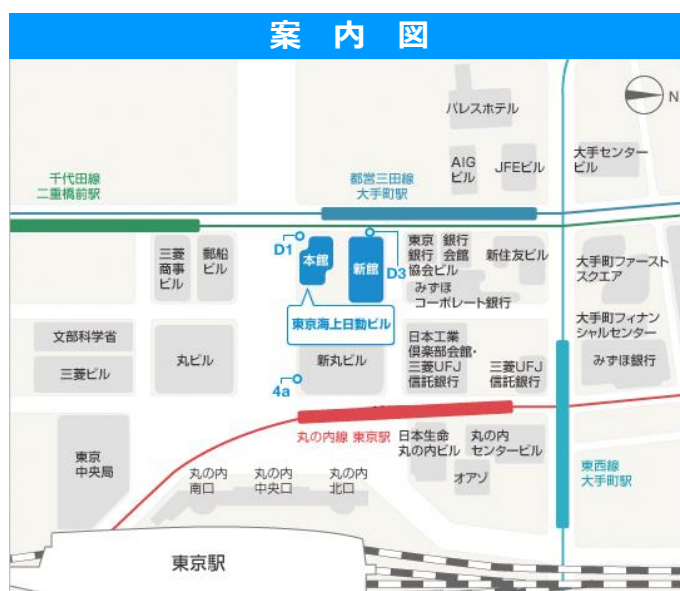 案 内 図
N
パレスホテル
AIG
ビル
JFEビル
大手センター
ビル
千代田線
二重橋前駅
都営三田線
大手町駅
D1
本館
新館
D3
三菱
商事
ビル
郵船
ビル
東京
銀行
協会ビル
銀行
会館
新住友ビル
みずほ
コーポレート銀行
大手町ファースト
スクエア
東京海上日動ビル
大手町フィナン
シャルセンター
文部科学省
三菱ビル
丸ビル
新丸ビル
日本工業
倶楽部会館・
三菱UFJ
信託銀行
三菱UFJ
信託銀行
みずほ銀行
4a
丸の内線 東京駅
日本生命
丸の内ビル
丸の内
センタービル
オアゾ
東京
中央局
丸の内
南口
丸の内
中央口
丸の内
北口
東西線
大手町駅
東京駅